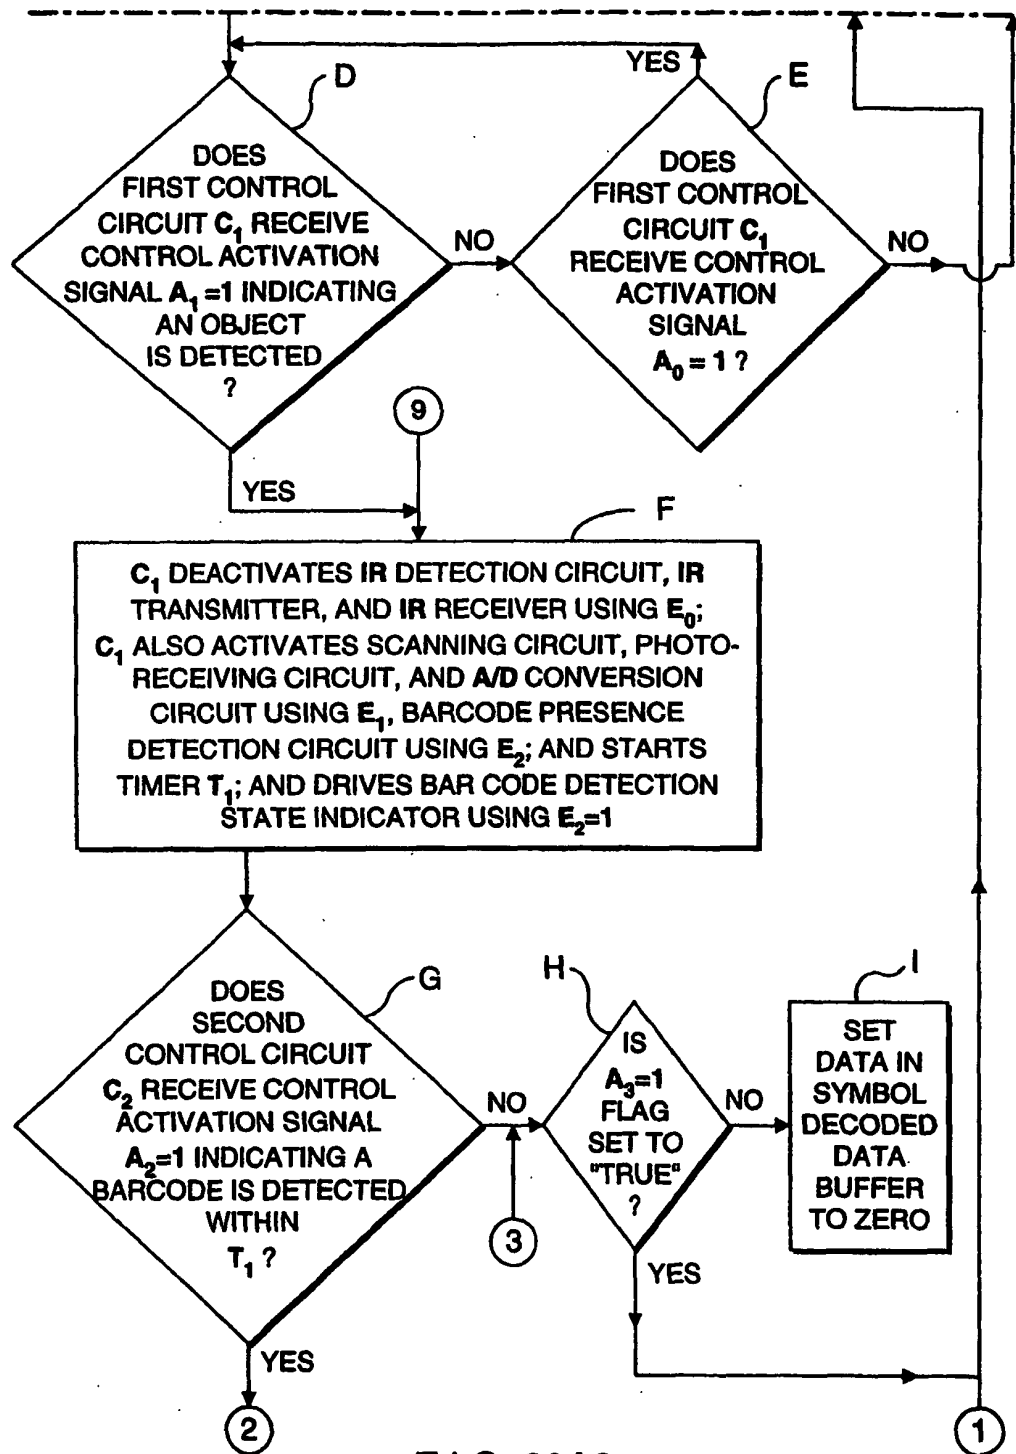 YES
D
E
DOES
FIRST CONTROL
CIRCUIT C₁ RECEIVE
CONTROL ACTIVATION
SIGNAL A₁ =1 INDICATING
AN OBJECT
IS DETECTED
?
NO
DOES
FIRST CONTROL
CIRCUIT C₁
RECEIVE CONTROL
ACTIVATION
SIGNAL
A₀ = 1 ?
NO
9
YES
F
C₁ DEACTIVATES IR DETECTION CIRCUIT, IR
TRANSMITTER, AND IR RECEIVER USING E₀;
C₁ ALSO ACTIVATES SCANNING CIRCUIT, PHOTO-
RECEIVING CIRCUIT, AND A/D CONVERSION
CIRCUIT USING E₁, BARCODE PRESENCE
DETECTION CIRCUIT USING E₂; AND STARTS
TIMER T₁; AND DRIVES BAR CODE DETECTION
STATE INDICATOR USING E₂=1
G
DOES
SECOND
CONTROL CIRCUIT
C₂ RECEIVE CONTROL
ACTIVATION SIGNAL
A₂=1 INDICATING A
BARCODE IS DETECTED
WITHIN
T₁ ?
NO
3
H
IS
A₃=1
FLAG
SET TO
"TRUE"
?
NO
I
SET
DATA IN
SYMBOL
DECODED
DATA
BUFFER
TO ZERO
YES
YES
2
1